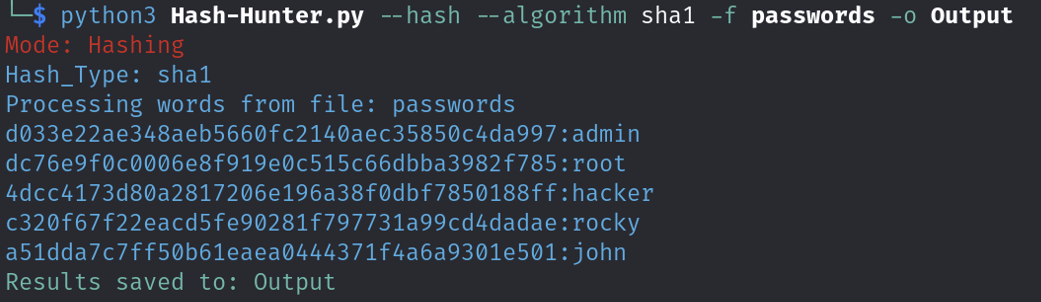 └─$ python3 Hash-Hunter.py --hash --algorithm sha1 -f passwords -o Output
Mode: Hashing
Hash_Type: sha1
Processing words from file: passwords
d033e22ae348aeb5660fc2140aec35850c4da997:admin
dc76e9f0c0006e8f919e0c515c66dbba3982f785:root
4dcc4173d80a2817206e196a38f0dbf7850188ff:hacker
c320f67f22eacd5fe90281f797731a99cd4dadae:rocky
a51dda7c7ff50b61eaea0444371f4a6a9301e501:john
Results saved to: Output